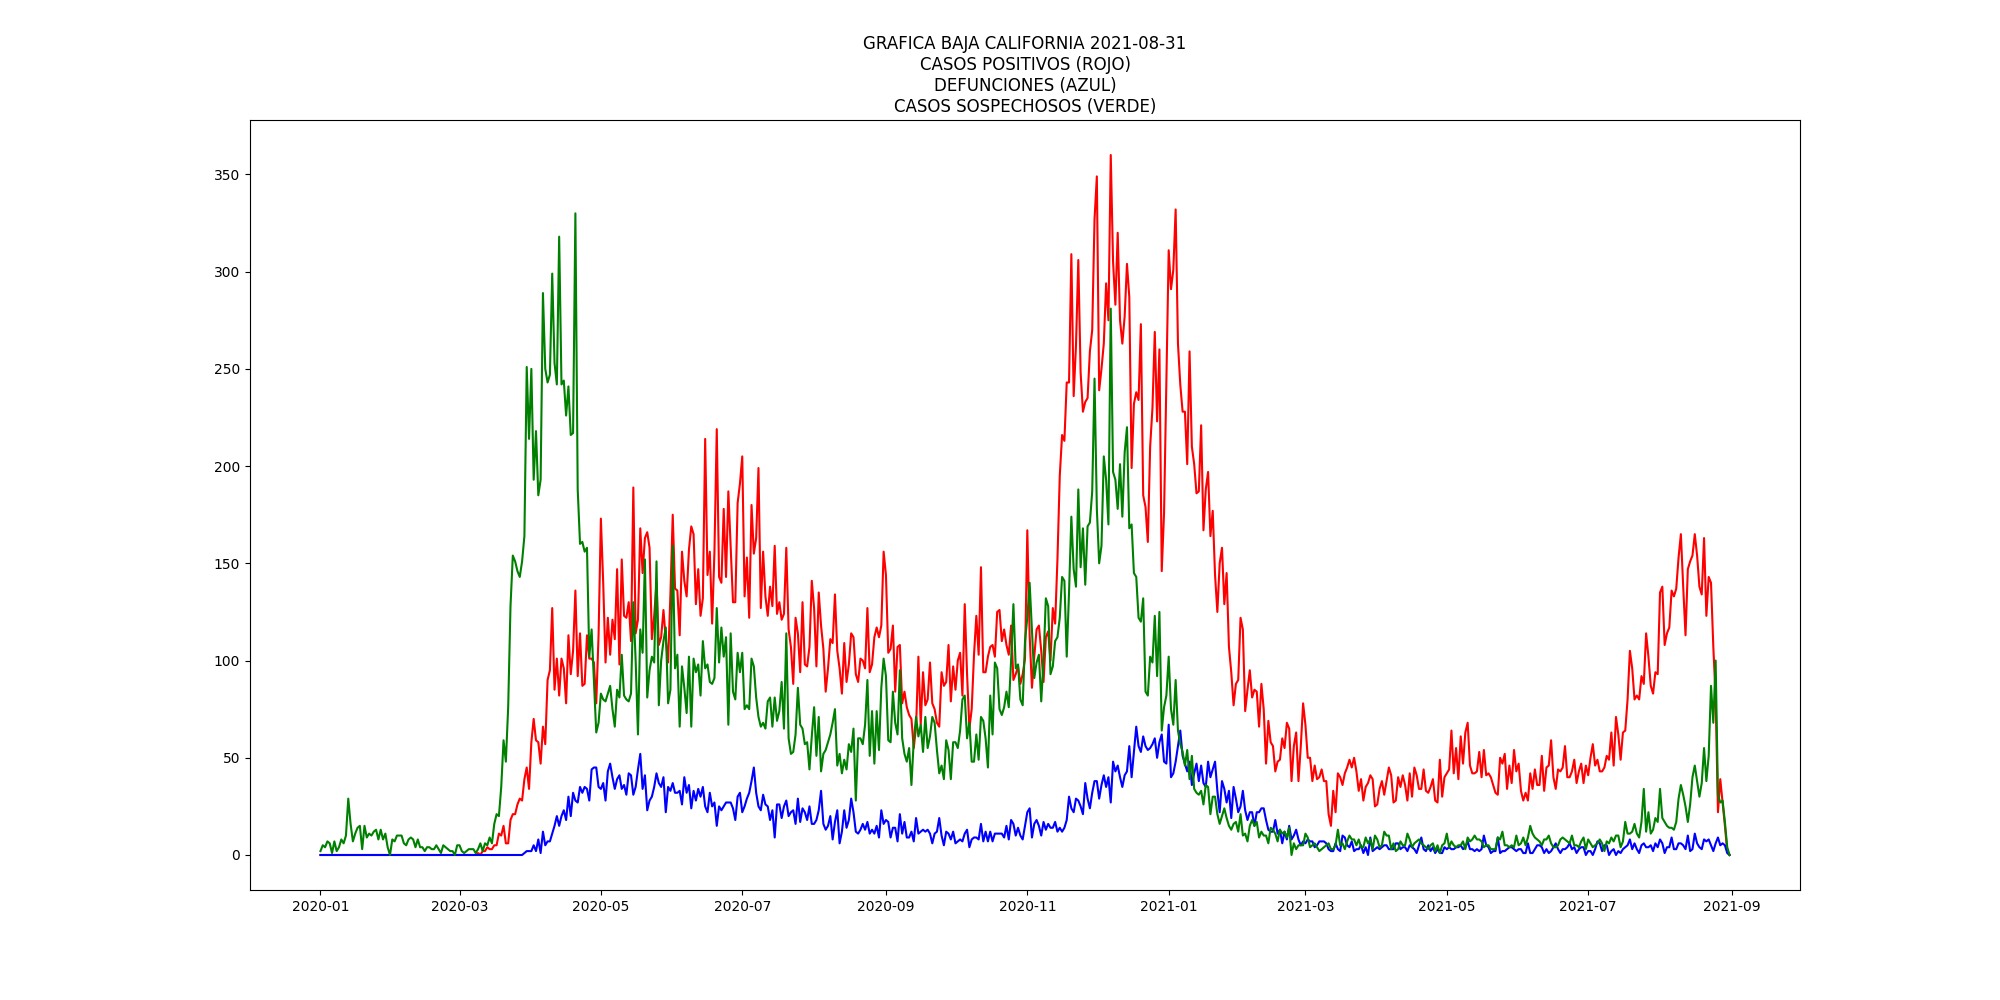 GRAFICA BAJA CALIFORNIA 2021-08-31
CASOS POSITIVOS (ROJO)
DEFUNCIONES (AZUL)
CASOS SOSPECHOSOS (VERDE)
350
300
250
200
150
100
50
0
2020-01 2020-03 2020-05 2020-07 2020-09 2020-11 2021-01 2021-03 2021-05 2021-07 2021-09